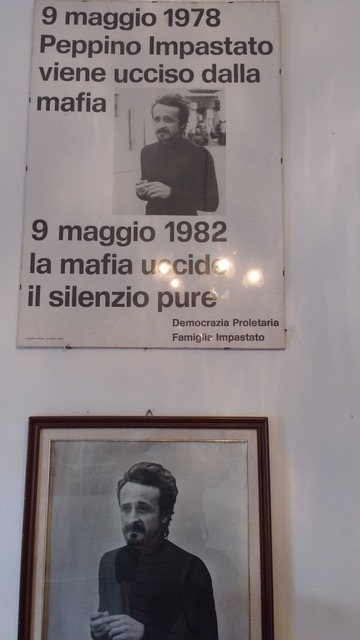 9 maggio 1978
Peppino Impastato
viene ucciso dalla
mafia
9 maggio 1982
la mafia uccide
il silenzio pure
Democrazia Proletaria
Famiglia Impastato